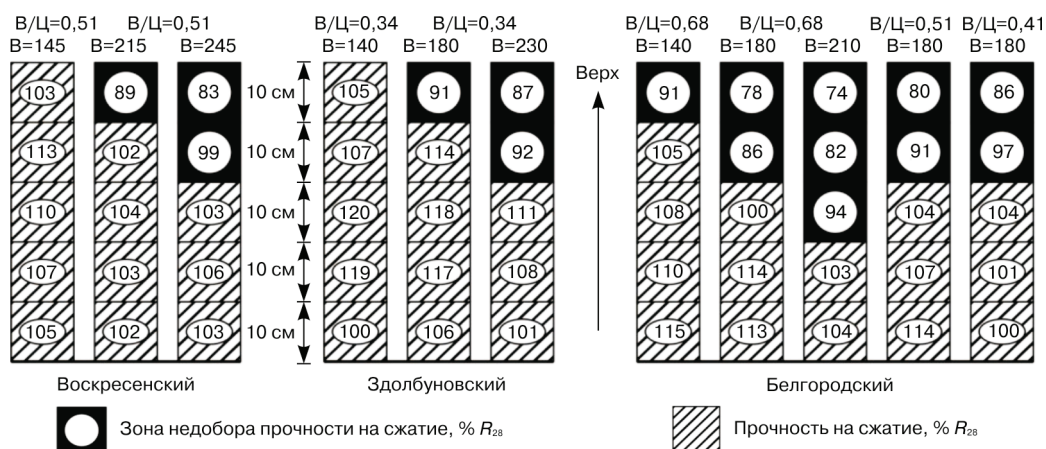 В/Ц=0,51 В/Ц=0,51 В/Ц=0,34 В/Ц=0,34 В/Ц=0,68 В/Ц=0,68 В/Ц=0,51 В/Ц=0,41
В=145 В=215 В=245 В=140 В=180 В=230 В=140 В=180 В=210 В=180 В=180
103 89 83 10 см 105 91 87 Верх 91 78 74 80 86
113 102 99 10 см 107 114 92 105 86 82 91 97
110 104 103 10 см 120 118 111 108 100 94 104 104
107 103 106 10 см 119 117 108 110 114 103 107 101
105 102 103 10 см 100 106 101 115 113 104 114 100
Воскресенский Здолбуновский Белгородский
Зона недобора прочности на сжатие, % R₂₈ Прочность на сжатие, % R₂₈